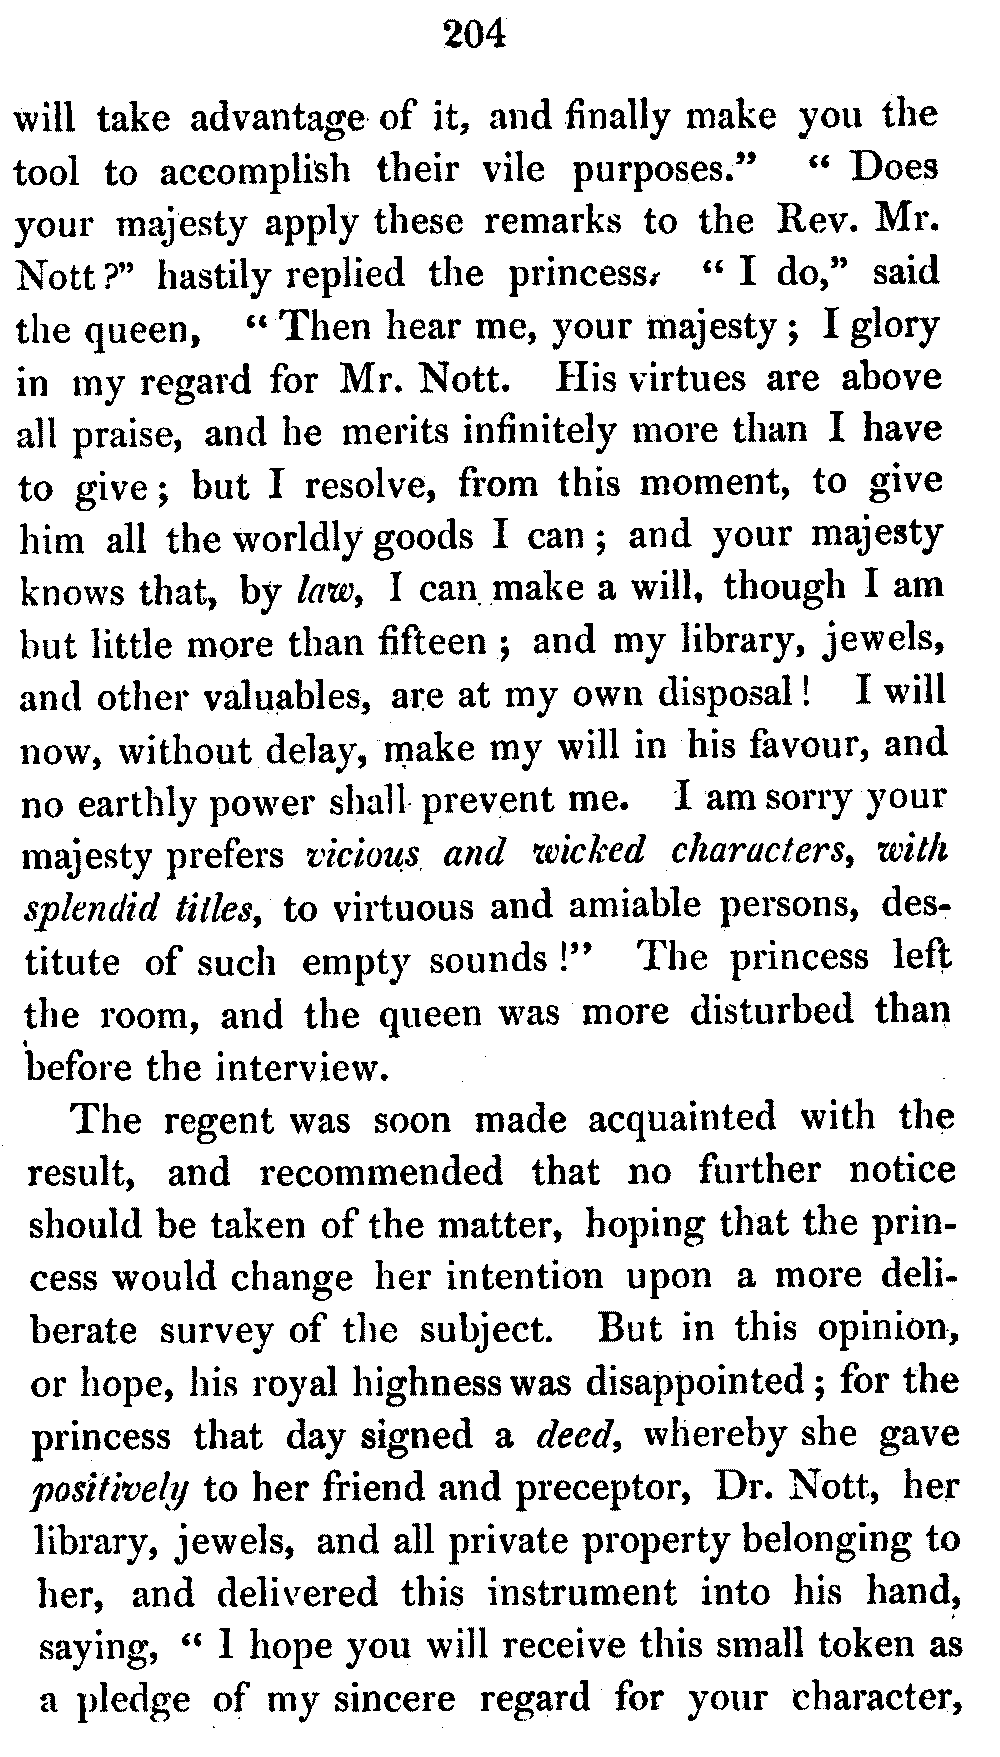 204
will take advantage of it, and finally make you the
tool to accomplish their vile purposes.” “ Does
your majesty apply these remarks to the Rev. Mr.
Nott?” hastily replied the princess, “ I do,” said
the queen, “ Then hear me, your majesty ; I glory
in my regard for Mr. Nott. His virtues are above
all praise, and he merits infinitely more than I have
to give ; but I resolve, from this moment, to give
him all the worldly goods I can ; and your majesty
knows that, by law, I can make a will, though I am
but little more than fifteen ; and my library, jewels,
and other valuables, are at my own disposal ! I will
now, without delay, make my will in his favour, and
no earthly power shall prevent me. I am sorry your
majesty prefers vicious and wicked characters, with
splendid titles, to virtuous and amiable persons, des-
titute of such empty sounds !” The princess left
the room, and the queen was more disturbed than
before the interview.
The regent was soon made acquainted with the
result, and recommended that no further notice
should be taken of the matter, hoping that the prin-
cess would change her intention upon a more deli-
berate survey of the subject. But in this opinion,
or hope, his royal highness was disappointed ; for the
princess that day signed a deed, whereby she gave
positively to her friend and preceptor, Dr. Nott, her
library, jewels, and all private property belonging to
her, and delivered this instrument into his hand,
saying, “ I hope you will receive this small token as
a pledge of my sincere regard for your character,